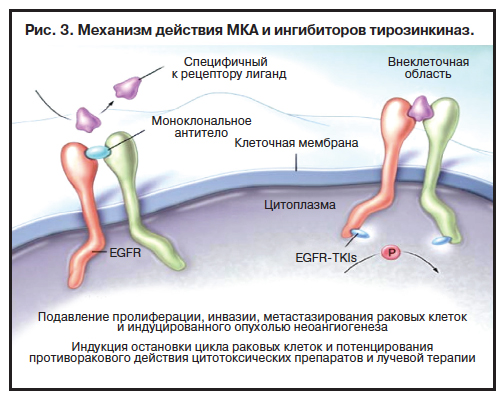 Рис. 3. Механизм действия МКА и ингибиторов тирозинкиназ.
Специфичный
к рецептору лиганд
Внеклеточная
область
Моноклональное
антитело
Клеточная мембрана
Цитоплазма
EGFR
EGFR-TKIs
P
Подавление пролиферации, инвазии, метастазирования раковых клеток
и индуцированного опухолью неоангиогенеза
Индукция остановки цикла раковых клеток и потенцирования
противоракового действия цитотоксических препаратов и лучевой терапии